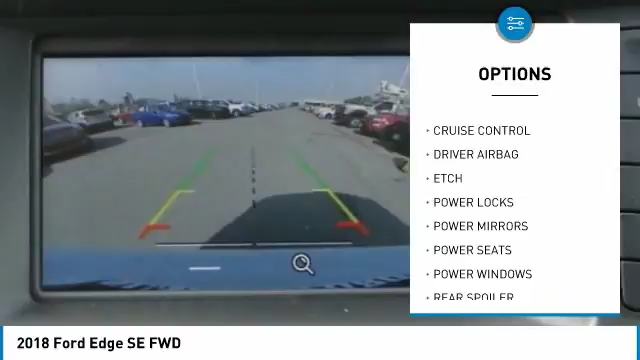 OPTIONS
CRUISE CONTROL
DRIVER AIRBAG
ETCH
POWER LOCKS
POWER MIRRORS
POWER SEATS
POWER WINDOWS
REAR SPOILER
2018 Ford Edge SE FWD